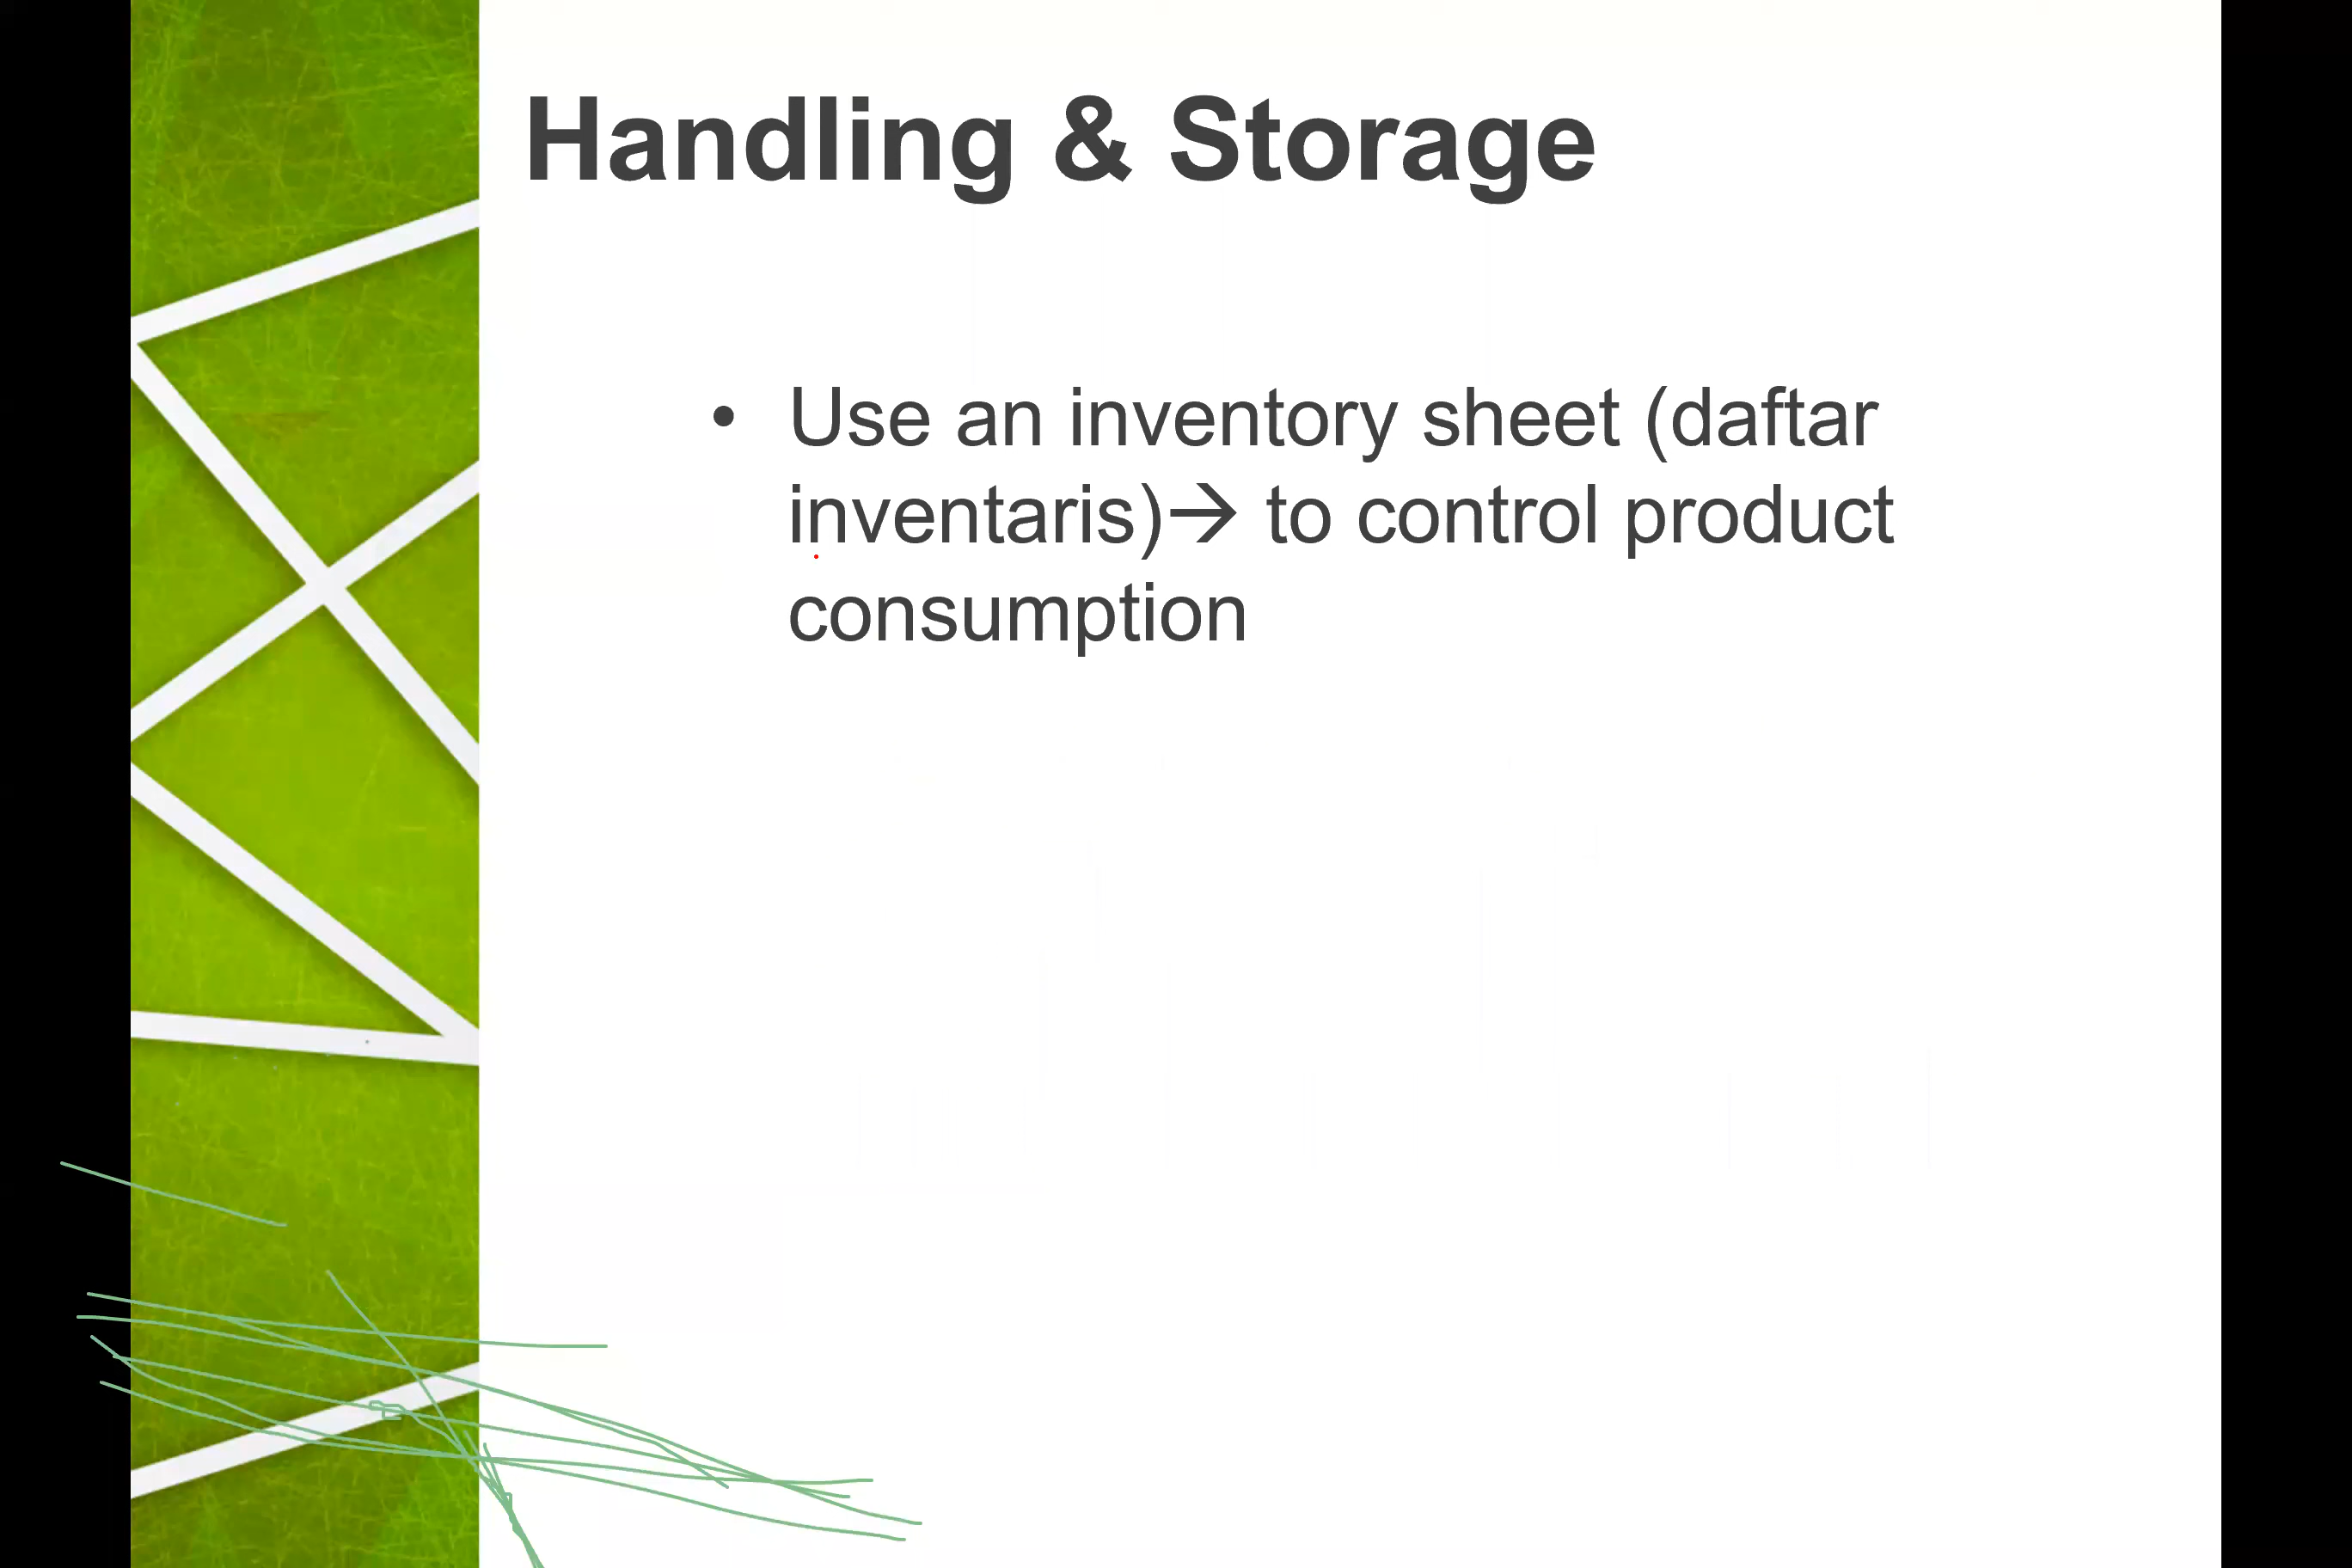 Handling & Storage
• Use an inventory sheet (daftar
inventaris)→ to control product
consumption